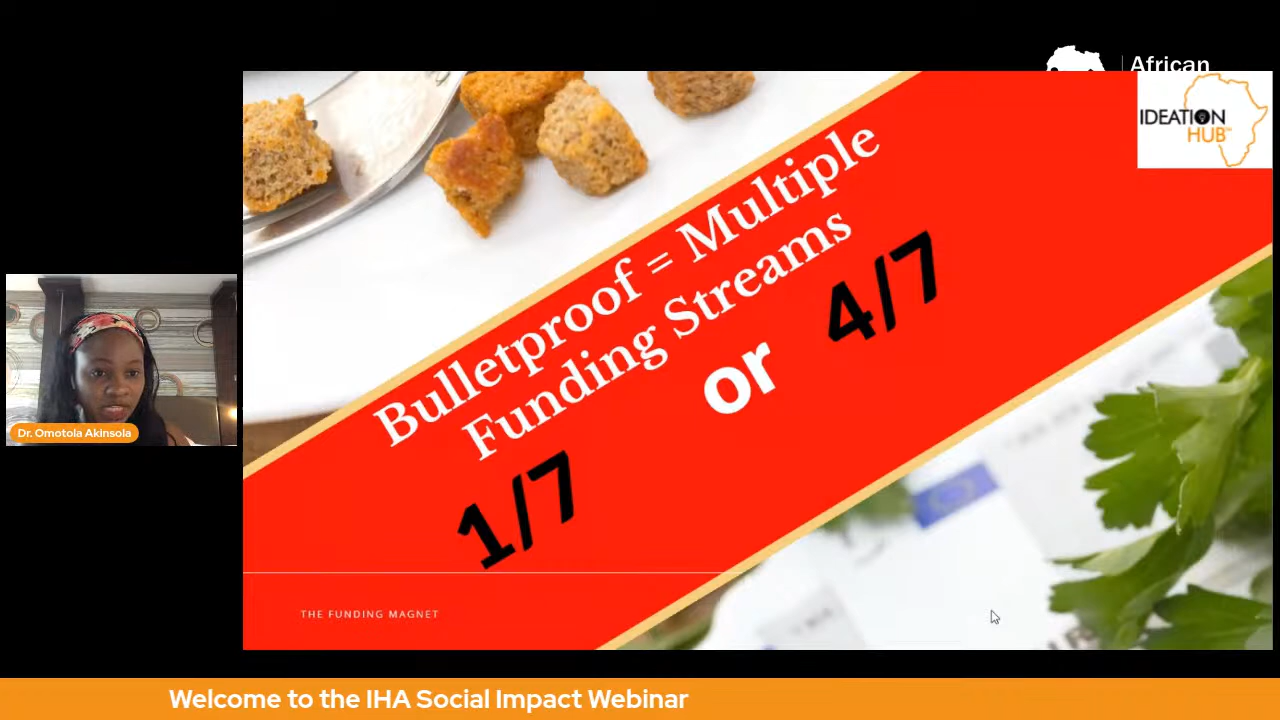 African
IDEATION
HUB
Bulletproof = Multiple
Funding Streams
1/7 or 4/7
THE FUNDING MAGNET
Dr. Omotola Akinsola
Welcome to the IHA Social Impact Webinar